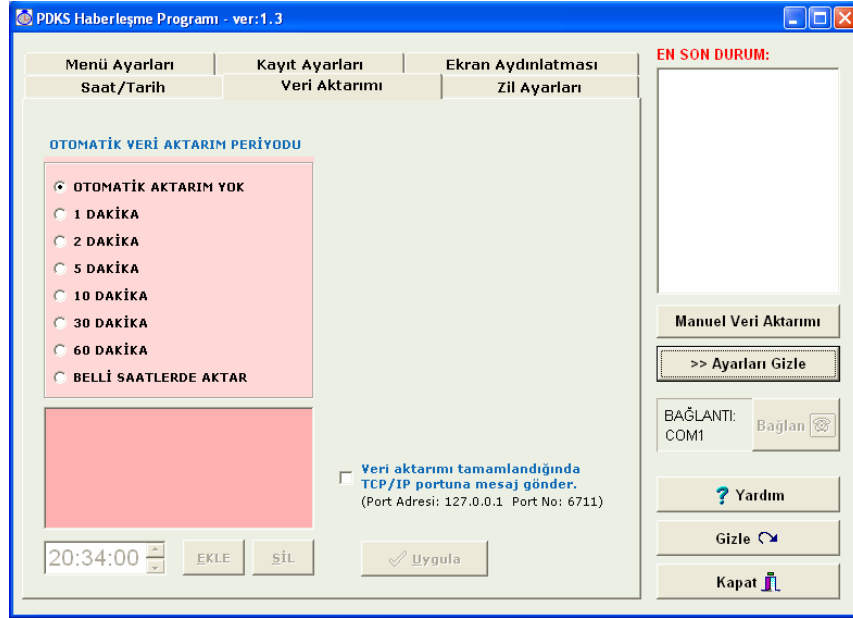 PDKS Haberleşme Programı - ver:1.3
Menü Ayarları
Kayıt Ayarları
Ekran Aydınlatması
Saat/Tarih
Veri Aktarımı
Zil Ayarları
OTOMATİK VERİ AKTARIM PERİYODU
OTOMATİK AKTARIM YOK
1 DAKİKA
2 DAKİKA
5 DAKİKA
10 DAKİKA
30 DAKİKA
60 DAKİKA
BELLİ SAATLERDE AKTAR
Veri aktarımı tamamlandığında
TCP/IP portuna mesaj gönder.
(Port Adresi: 127.0.0.1 Port No: 6711)
20:34:00
EKLE
SİL
Uygula
EN SON DURUM:
Manuel Veri Aktarımı
>> Ayarları Gizle
BAĞLANTI:
COM1
Bağlan
Yardım
Gizle
Kapat